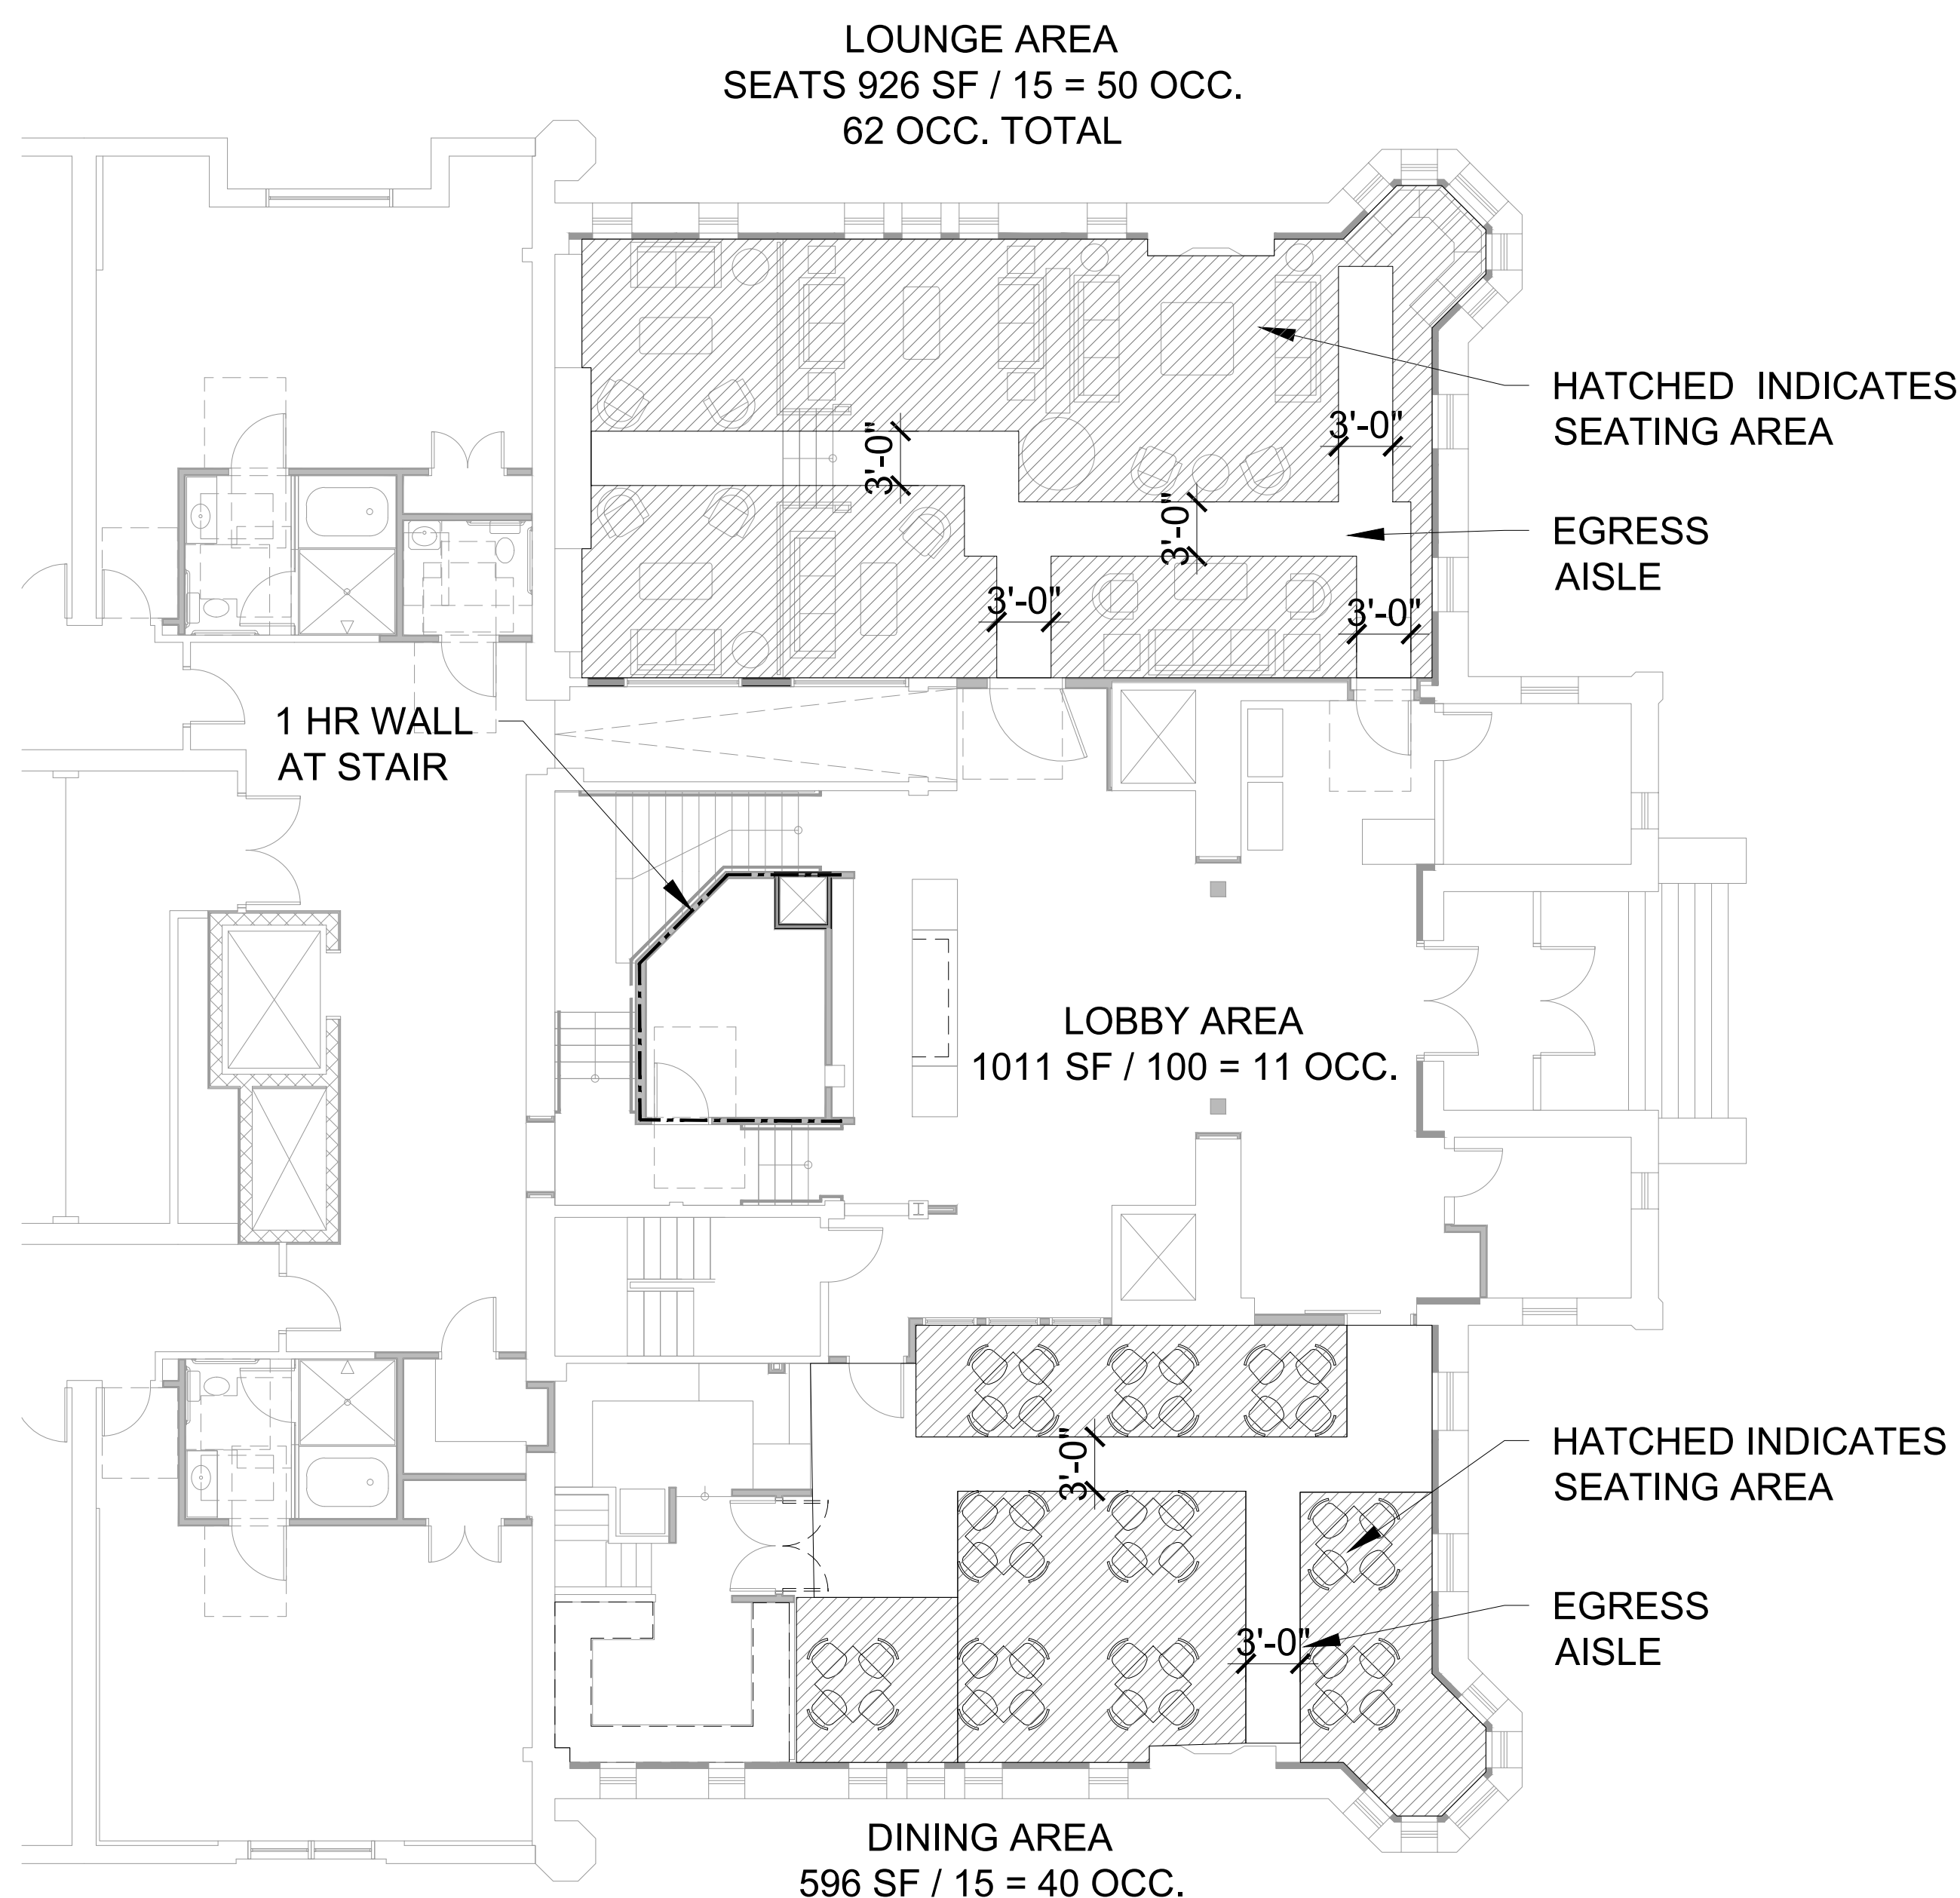 LOUNGE AREA
SEATS 926 SF / 15 = 50 OCC.
62 OCC. TOTAL
HATCHED INDICATES
SEATING AREA
3'-0"
3'-0"
3'-0"
EGRESS
AISLE
3'-0"
3'-0"
1 HR WALL
AT STAIR
LOBBY AREA
1011 SF / 100 = 11 OCC.
HATCHED INDICATES
SEATING AREA
3'-0"
EGRESS
AISLE
3'-0"
DINING AREA
596 SF / 15 = 40 OCC.